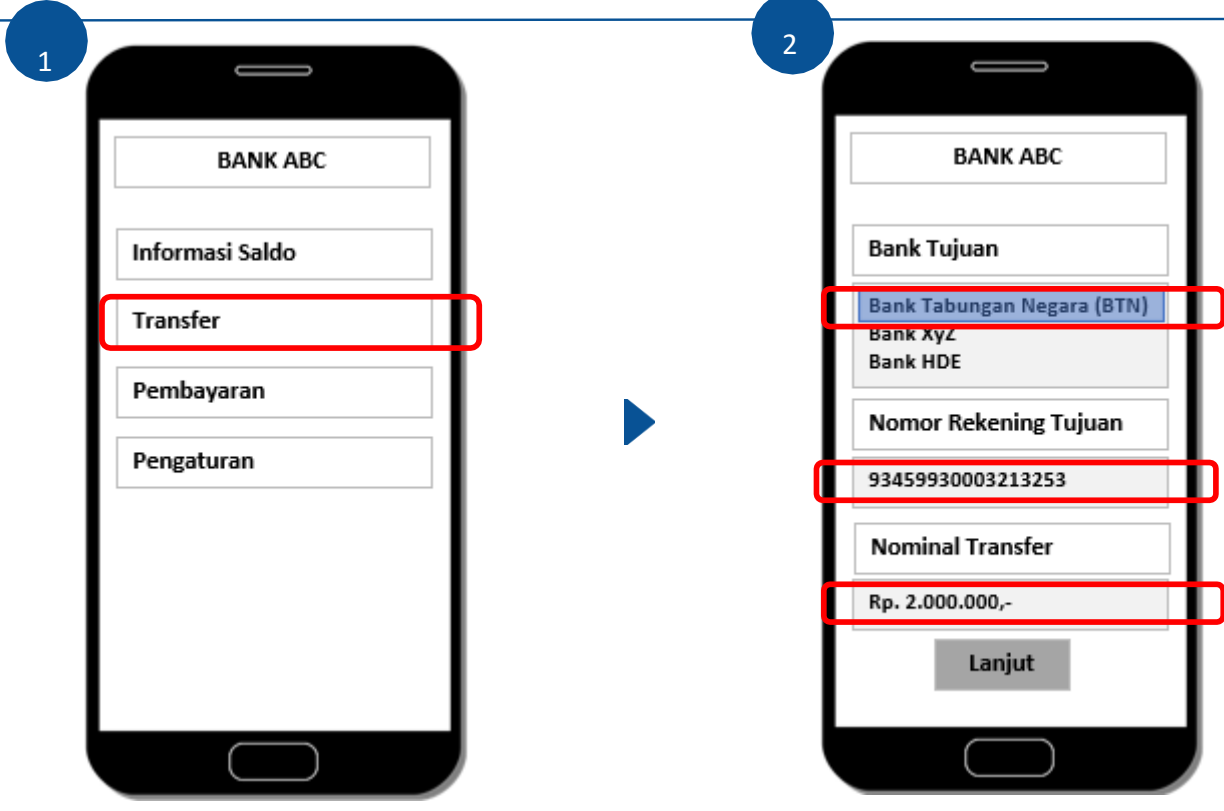 1
BANK ABC
Informasi Saldo
Transfer
Pembayaran
Pengaturan
2
BANK ABC
Bank Tujuan
Bank Tabungan Negara (BTN)
Bank XyZ
Bank HDE
Nomor Rekening Tujuan
93459930003213253
Nominal Transfer
Rp. 2.000.000,-
Lanjut